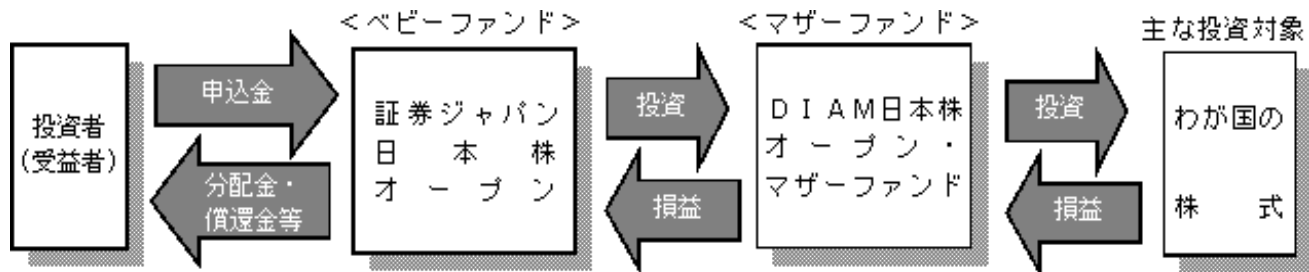 <ベビーファンド>
<マザーファンド>
主な投資対象
投資者
(受益者)
申込金
分配金・
償還金等
証券ジャパン
日本株
オープン
投資
損益
DIAM日本株
オープン・
マザーファンド
投資
損益
わが国の
株式